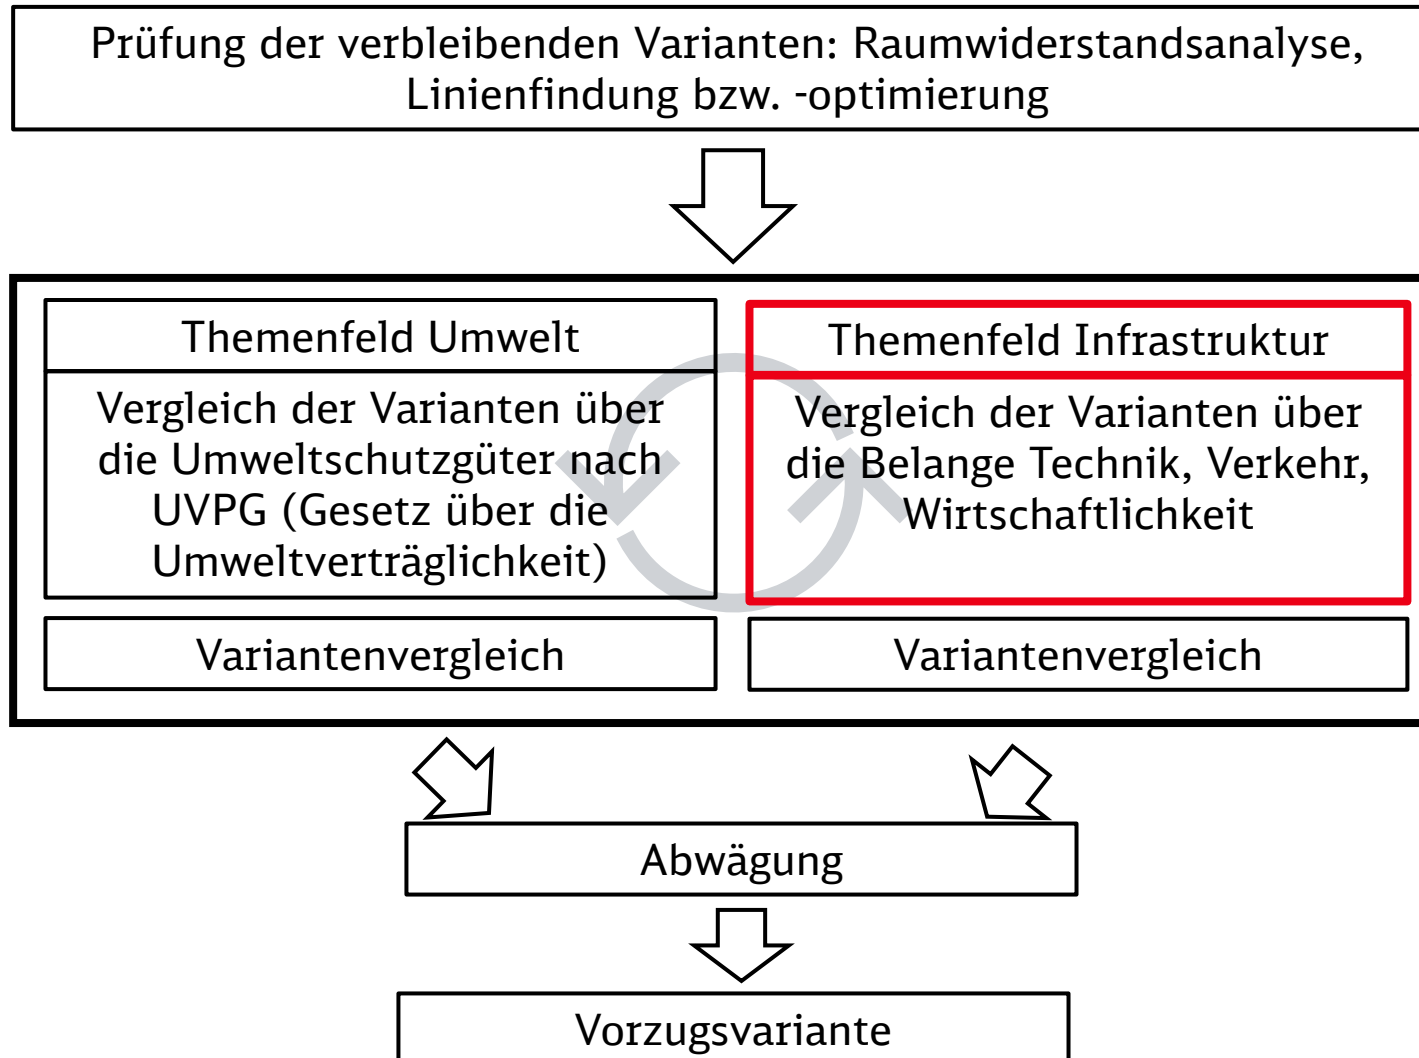 Prüfung der verbleibenden Varianten: Raumwiderstandsanalyse,
Linienfindung bzw. -optimierung
Themenfeld Umwelt
Vergleich der Varianten über
die Umweltschutzgüter nach
UVPG (Gesetz über die
Umweltverträglichkeit)
Variantenvergleich
Themenfeld Infrastruktur
Vergleich der Varianten über
die Belange Technik, Verkehr,
Wirtschaftlichkeit
Variantenvergleich
Abwägung
Vorzugsvariante